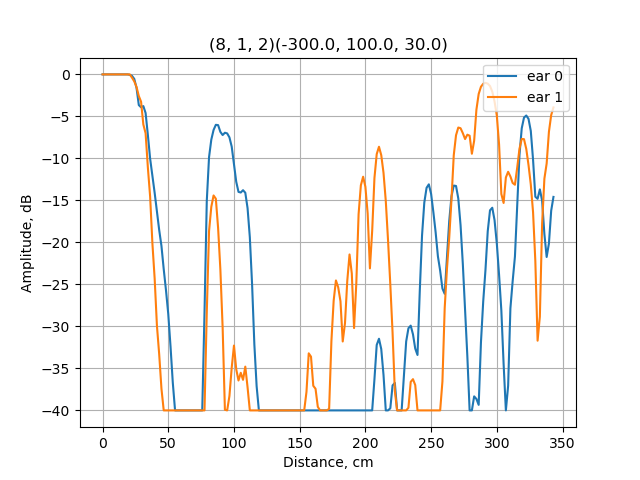 (8, 1, 2)(-300.0, 100.0, 30.0)
ear 0
ear 1
0
−5
−10
−15
−20
−25
−30
−35
−40
Amplitude, dB
0 50 100 150 200 250 300 350
Distance, cm